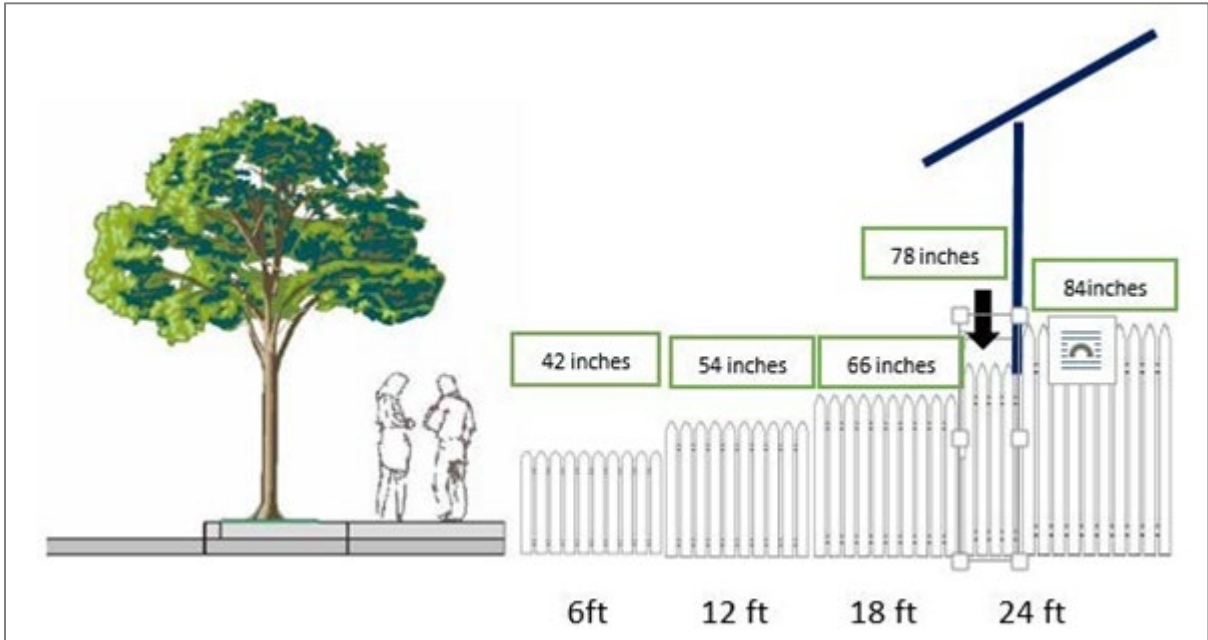 78 inches
84inches
42 inches
54 inches
66 inches
6ft
12 ft
18 ft
24 ft